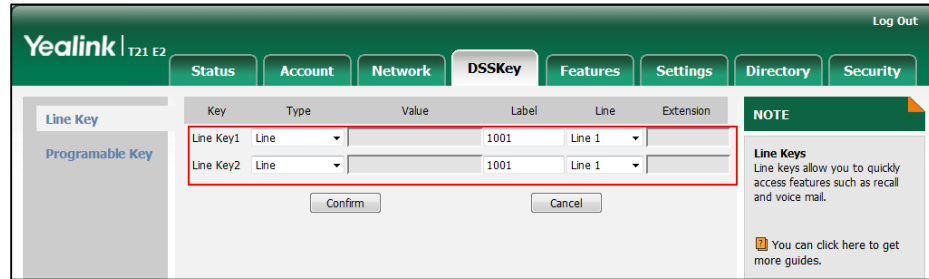 Log Out
Yealink T21 E2
Status Account Network DSSKey Features Settings Directory Security
Line Key
Programable Key
Key Type Value Label Line Extension
Line Key1 Line 1001 Line 1
Line Key2 Line 1001 Line 1
Confirm Cancel
NOTE
Line Keys
Line keys allow you to quickly
access features such as recall
and voice mail.
You can click here to get
more guides.